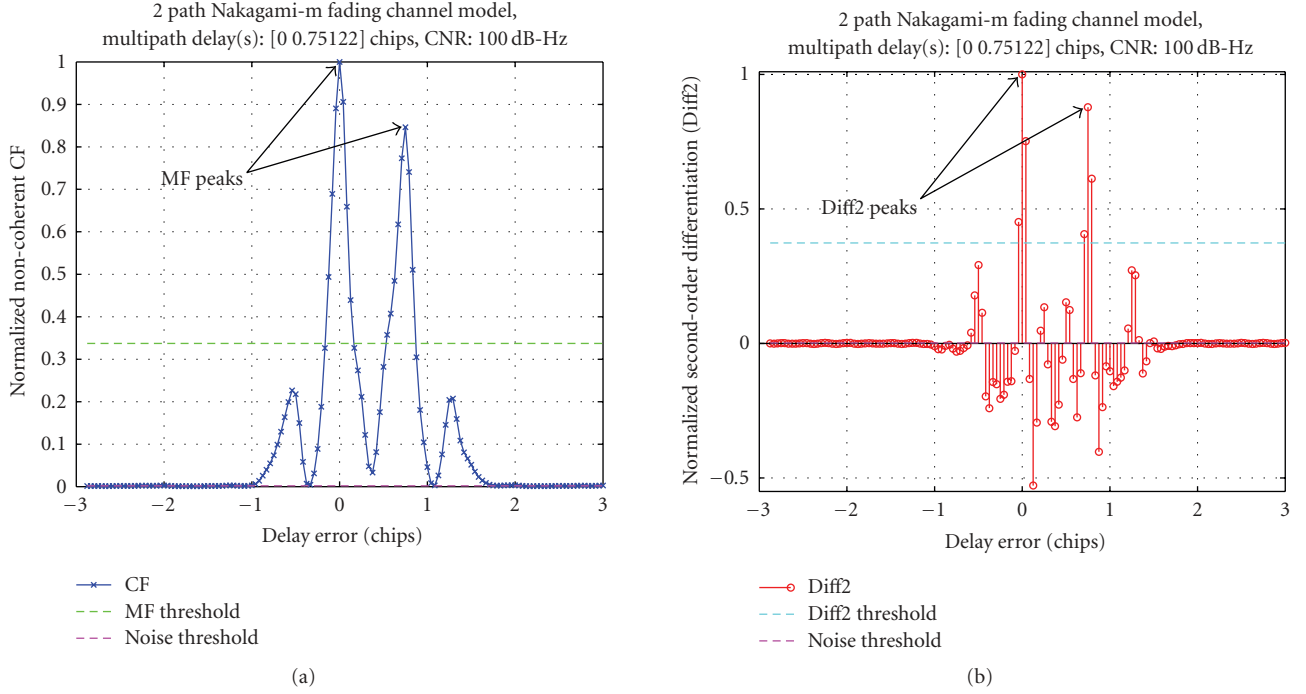 2 path Nakagami-m fading channel model,
multipath delay(s): [0 0.75122] chips, CNR: 100 dB-Hz
Normalized non-coherent CF
1
0.9
0.8
0.7
0.6
0.5
0.4
0.3
0.2
0.1
0
MF peaks
−3
−2
−1
0
1
2
3
Delay error (chips)
CF
MF threshold
Noise threshold
(a)
2 path Nakagami-m fading channel model,
multipath delay(s): [0 0.75122] chips, CNR: 100 dB-Hz
Normalized second-order differentiation (Diff2)
1
0.5
0
−0.5
Diff2 peaks
−3
−2
−1
0
1
2
3
Delay error (chips)
Diff2
Diff2 threshold
Noise threshold
(b)